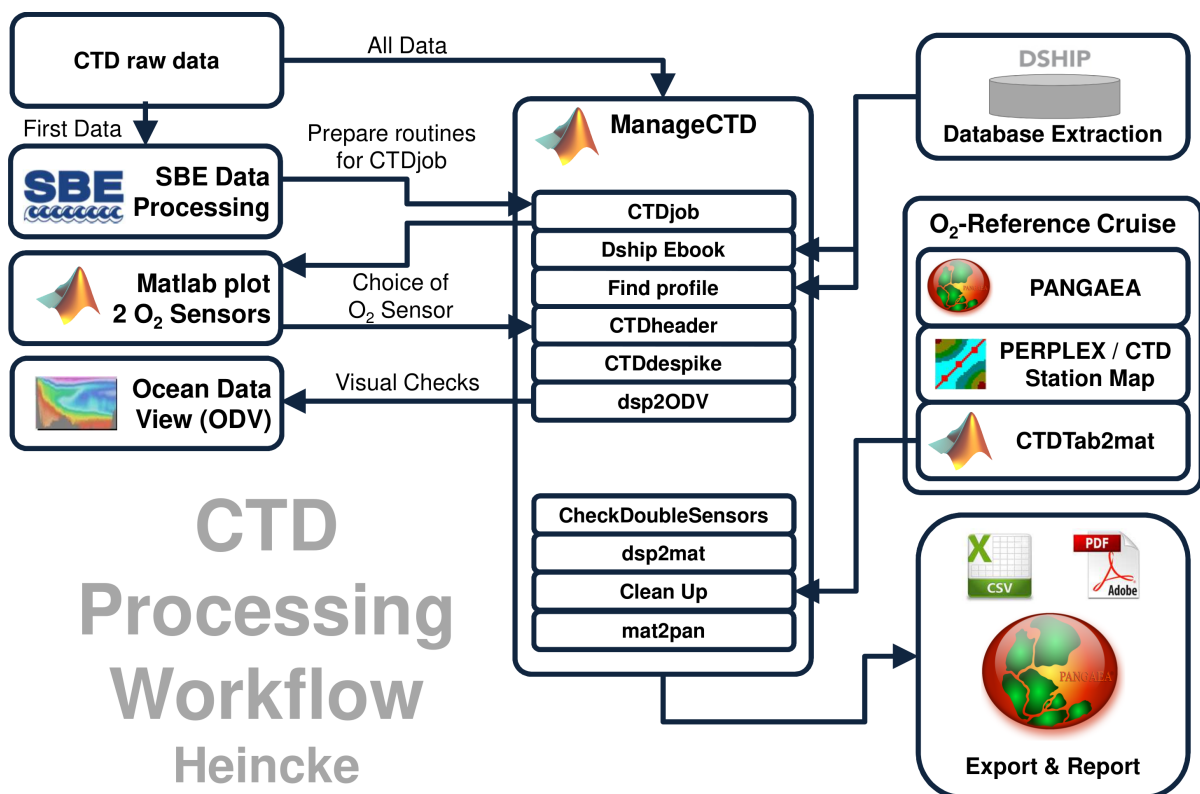 CTD raw data
All Data
First Data
SBE
SBE Data
Processing
Prepare routines
for CTDjob
Matlab plot
2 O₂ Sensors
Choice of
O₂ Sensor
Ocean Data
View (ODV)
Visual Checks
ManageCTD
CTDjob
Dship Ebook
Find profile
CTDheader
CTDdespike
dsp2ODV
CheckDoubleSensors
dsp2mat
Clean Up
mat2pan
DSHIP
Database Extraction
O₂-Reference Cruise
PANGAEA
PERPLEX / CTD
Station Map
CTDTab2mat
X
CSV
PDF
Adobe
PANGAEA
Export & Report
CTD
Processing
Workflow
Heincke